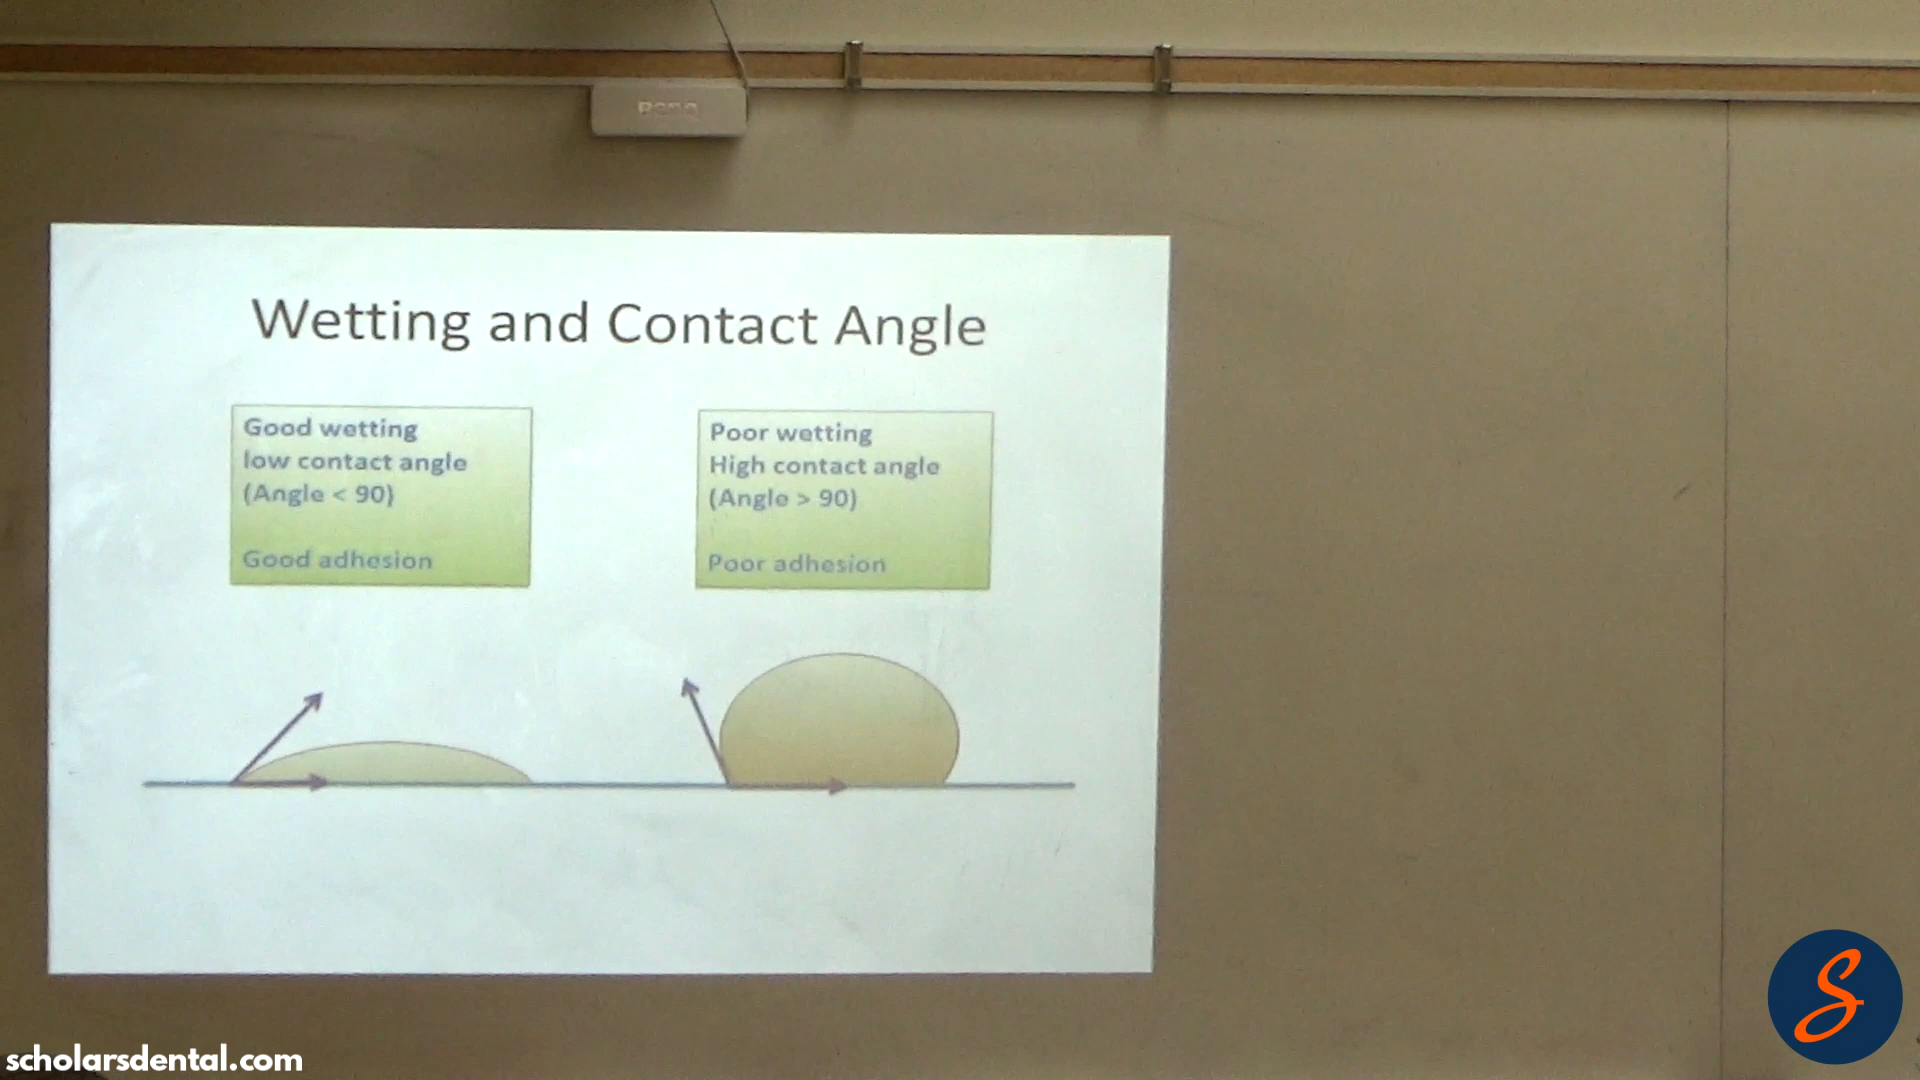 BenQ
Wetting and Contact Angle
Good wetting
low contact angle
(Angle < 90)
Good adhesion
Poor wetting
High contact angle
(Angle > 90)
Poor adhesion
S
scholarsdental.com